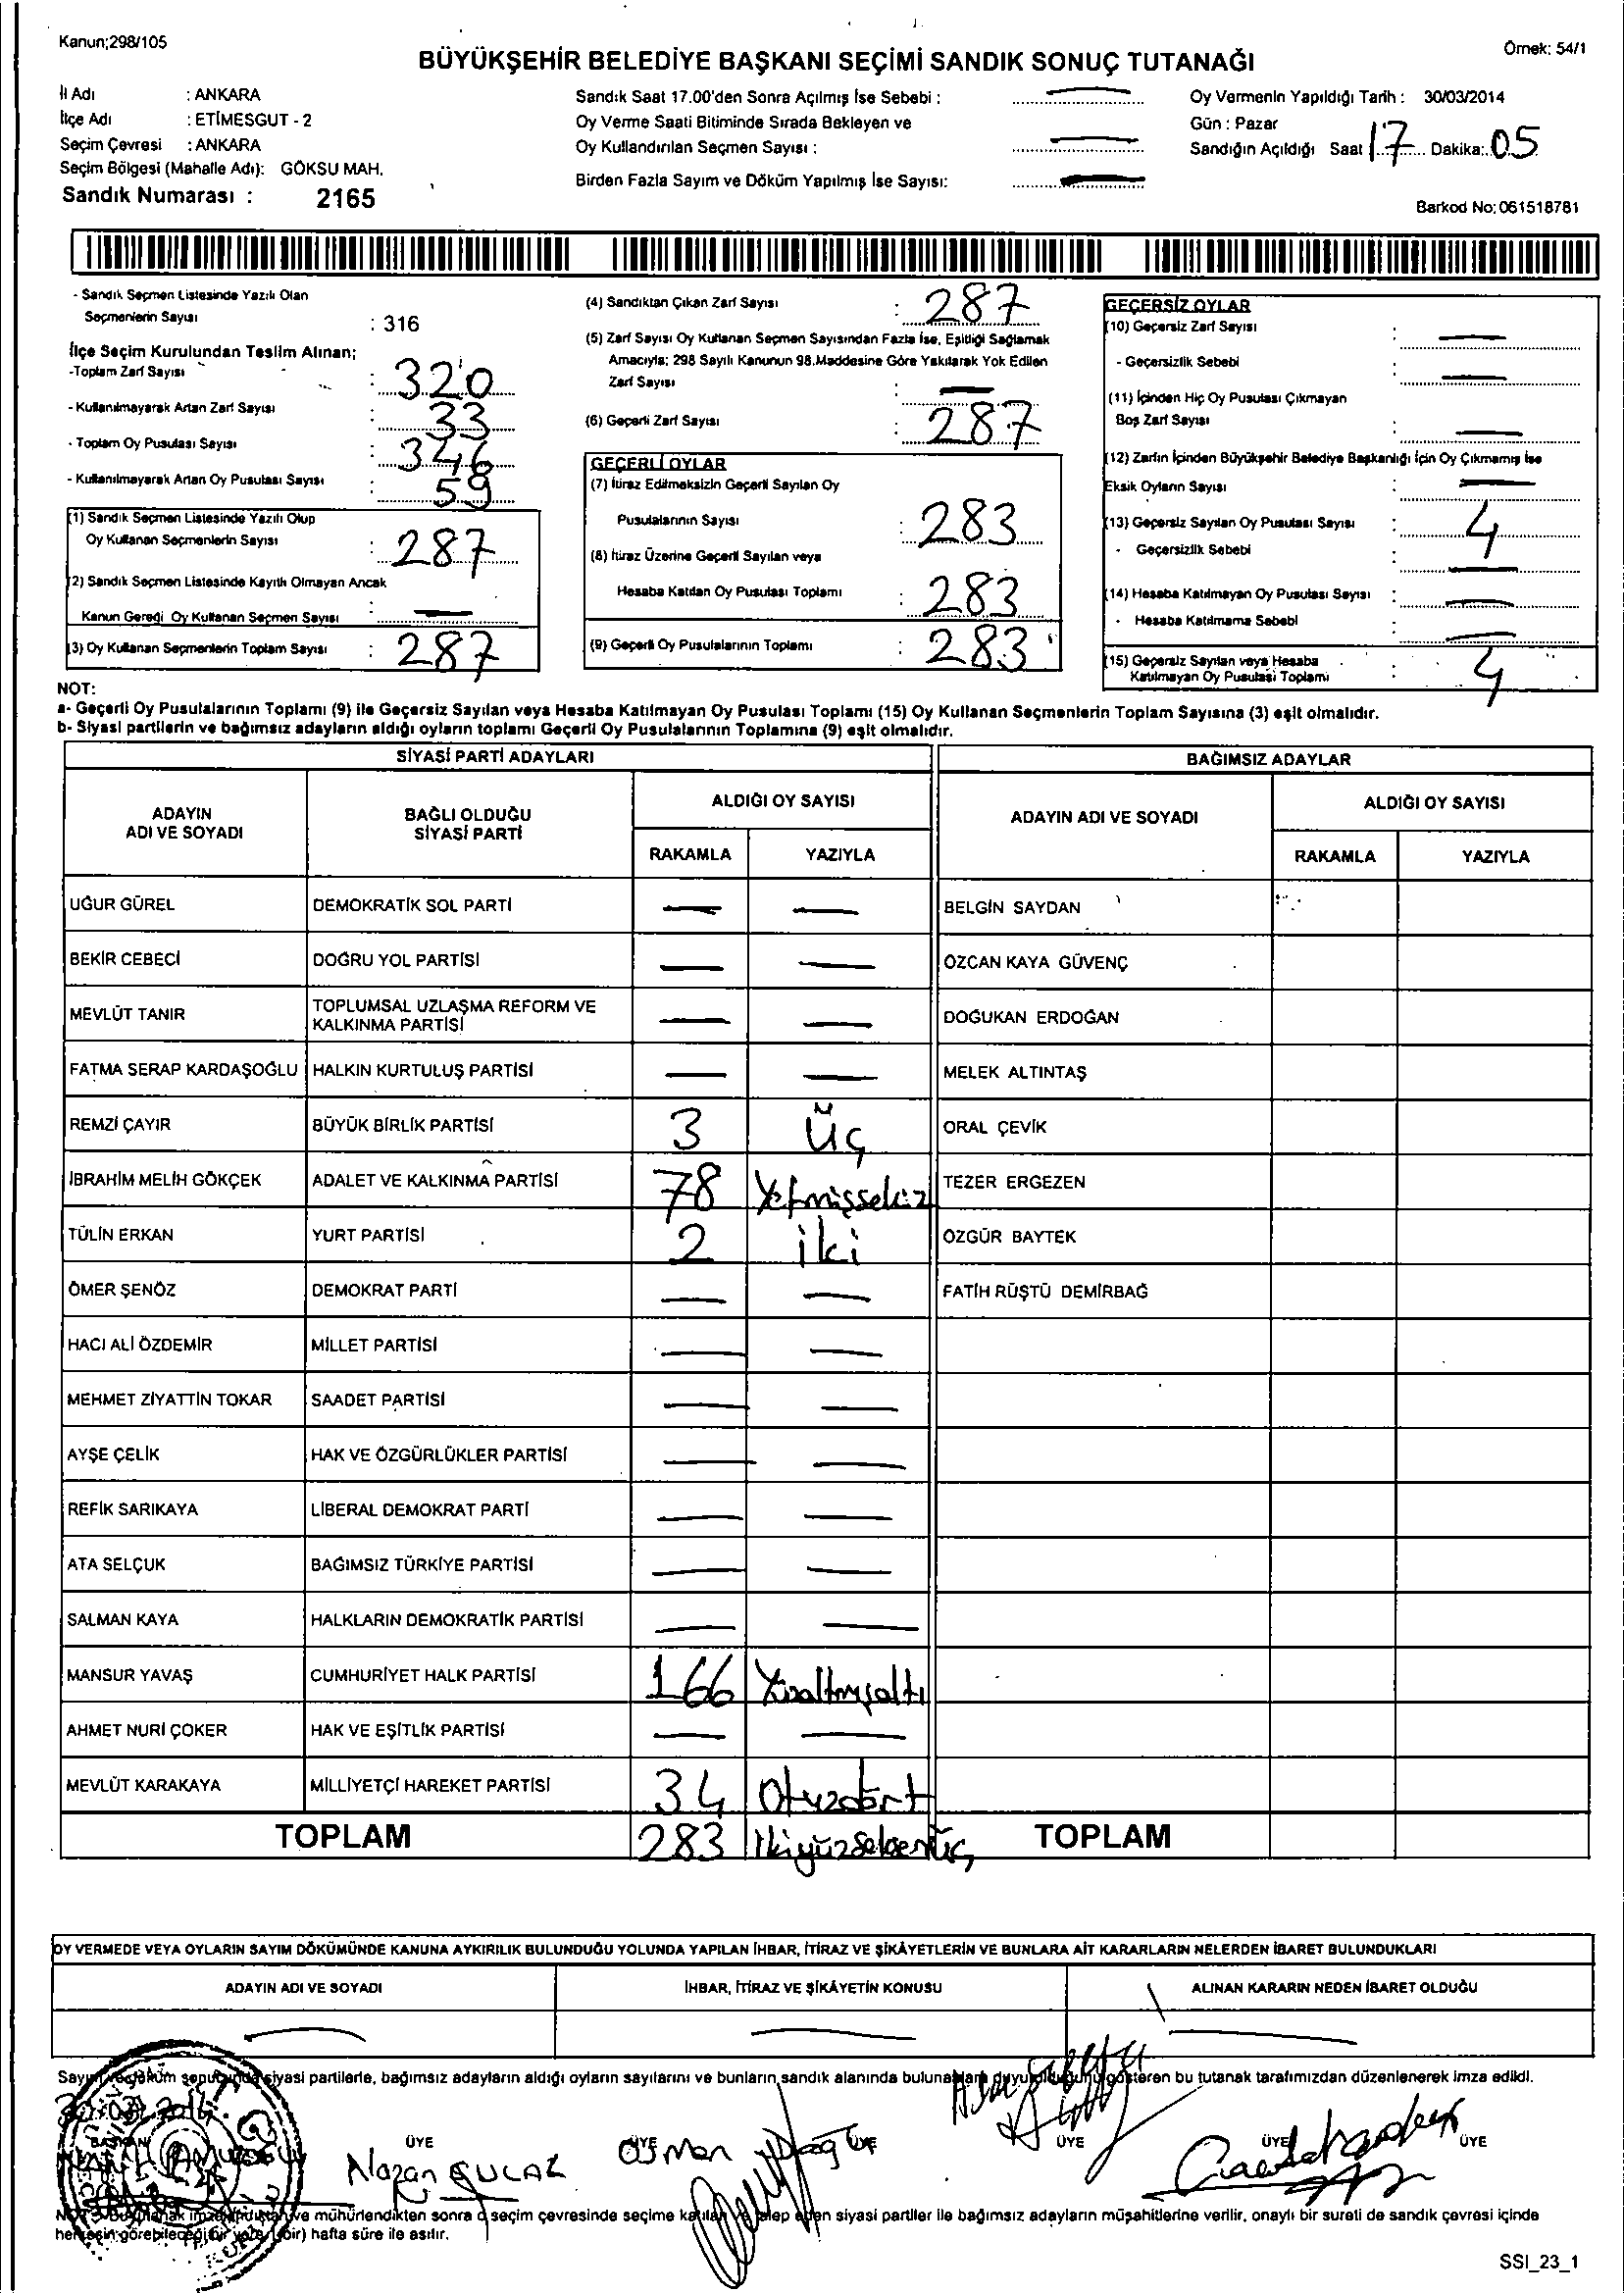 Kanun;298/105
Örnek: 54/1
BÜYÜKŞEHİR BELEDİYE BAŞKANI SEÇİMİ SANDIK SONUÇ TUTANAĞI
İl Adı : ANKARA
İlçe Adı : ETİMESGUT - 2
Seçim Çevresi : ANKARA
Seçim Bölgesi (Mahalle Adı): GÖKSU MAH.
Sandık Numarası : 2165
Sandık Saat 17.00'den Sonra Açılmış İse Sebebi :
Oy Verme Saati Bitiminde Sırada Bekleyen ve
Oy Kullandırılan Seçmen Sayısı :
Birden Fazla Sayım ve Döküm Yapılmış İse Sayısı:
Oy Vermenin Yapıldığı Tarih : 30/03/2014
Gün : Pazar
Sandığın Açıldığı Saat 17 Dakika: 05
Barkod No: 061518781
- Sandık Seçmen Listesinde Yazılı Olan
Seçmenlerin Sayısı : 316
İlçe Seçim Kurulundan Teslim Alınan;
-Toplam Zarf Sayısı : 320
- Kullanılmayarak Artan Zarf Sayısı : 33
- Toplam Oy Pusulası Sayısı : 346
- Kullanılmayarak Artan Oy Pusulası Sayısı : 59
(1) Sandık Seçmen Listesinde Yazılı Olup
Oy Kullanan Seçmenlerin Sayısı : 287
(2) Sandık Seçmen Listesinde Kayıtlı Olmayan Ancak
Kanun Gereği Oy Kullanan Seçmen Sayısı : —
(3) Oy Kullanan Seçmenlerin Toplam Sayısı : 287
(4) Sandıktan Çıkan Zarf Sayısı : 287
(5) Zarf Sayısı Oy Kullanan Seçmen Sayısından Fazla İse, Eşitliği Sağlamak
Amacıyla; 298 Sayılı Kanunun 98.Maddesine Göre Yakılarak Yok Edilen
Zarf Sayısı : —
(6) Geçerli Zarf Sayısı : 287
GEÇERLİ OYLAR
(7) İtiraz Edilmeksizin Geçerli Sayılan Oy
Pusulalarının Sayısı : 283
(8) İtiraz Üzerine Geçerli Sayılan veya
Hesaba Katılan Oy Pusulası Toplamı : 283
(9) Geçerli Oy Pusulalarının Toplamı : 283
GEÇERSİZ OYLAR
(10) Geçersiz Zarf Sayısı : —
- Geçersizlik Sebebi : —
(11) İçinden Hiç Oy Pusulası Çıkmayan
Boş Zarf Sayısı : —
(12) Zarfın İçinden Büyükşehir Belediye Başkanlığı İçin Oy Çıkmamış İse
Eksik Oyların Sayısı : —
(13) Geçersiz Sayılan Oy Pusulası Sayısı : 4
- Geçersizlik Sebebi : —
(14) Hesaba Katılmayan Oy Pusulası Sayısı : —
- Hesaba Katılmama Sebebi : —
(15) Geçersiz Sayılan veya Hesaba
Katılmayan Oy Pusulası Toplamı : 4
NOT:
a- Geçerli Oy Pusulalarının Toplamı (9) ile Geçersiz Sayılan veya Hesaba Katılmayan Oy Pusulası Toplamı (15) Oy Kullanan Seçmenlerin Toplam Sayısına (3) eşit olmalıdır.
b- Siyasi partilerin ve bağımsız adayların aldığı oyların toplamı Geçerli Oy Pusulalarının Toplamına (9) eşit olmalıdır.
SİYASİ PARTİ ADAYLARI
BAĞIMSIZ ADAYLAR
ADAYIN ADI VE SOYADI
BAĞLI OLDUĞU SİYASİ PARTİ
ALDIĞI OY SAYISI
RAKAMLA YAZIYLA
ADAYIN ADI VE SOYADI
ALDIĞI OY SAYISI
RAKAMLA YAZIYLA
UĞUR GÜREL DEMOKRATİK SOL PARTİ — — BELGİN SAYDAN
BEKİR CEBECİ DOĞRU YOL PARTİSİ — — ÖZCAN KAYA GÜVENÇ
MEVLÜT TANIR TOPLUMSAL UZLAŞMA REFORM VE KALKINMA PARTİSİ — — DOĞUKAN ERDOĞAN
FATMA SERAP KARDAŞOĞLU HALKIN KURTULUŞ PARTİSİ — — MELEK ALTINTAŞ
REMZİ ÇAYIR BÜYÜK BİRLİK PARTİSİ 3 Üç ORAL ÇEVİK
İBRAHİM MELİH GÖKÇEK ADALET VE KALKINMA PARTİSİ 78 Yetmişsekiz TEZER ERGEZEN
TÜLİN ERKAN YURT PARTİSİ 2 iki ÖZGÜR BAYTEK
ÖMER ŞENÖZ DEMOKRAT PARTİ — — FATİH RÜŞTÜ DEMİRBAĞ
HACI ALİ ÖZDEMİR MİLLET PARTİSİ — —
MEHMET ZİYATTİN TOKAR SAADET PARTİSİ — —
AYŞE ÇELİK HAK VE ÖZGÜRLÜKLER PARTİSİ — —
REFİK SARIKAYA LİBERAL DEMOKRAT PARTİ — —
ATA SELÇUK BAĞIMSIZ TÜRKİYE PARTİSİ — —
SALMAN KAYA HALKLARIN DEMOKRATİK PARTİSİ — —
MANSUR YAVAŞ CUMHURİYET HALK PARTİSİ 166 Yüzaltmışaltı
AHMET NURİ ÇOKER HAK VE EŞİTLİK PARTİSİ — —
MEVLÜT KARAKAYA MİLLİYETÇİ HAREKET PARTİSİ 34 Otuzdört
TOPLAM 283 İkiyüzseksenüç TOPLAM
OY VERMEDE VEYA OYLARIN SAYIM DÖKÜMÜNDE KANUNA AYKIRILIK BULUNDUĞU YOLUNDA YAPILAN İHBAR, İTİRAZ VE ŞİKÂYETLERİN VE BUNLARA AİT KARARLARIN NELERDEN İBARET BULUNDUKLARI
ADAYIN ADI VE SOYADI İHBAR, İTİRAZ VE ŞİKÂYETİN KONUSU ALINAN KARARIN NEDEN İBARET OLDUĞU
Sayım ve döküm sonucunda siyasi partilerle, bağımsız adayların aldığı oyların sayılarını ve bunların sandık alanında bulunanlara duyurulduğunu gösteren bu tutanak tarafımızdan düzenlenerek imza edildi.
30.03.2014
BAŞKAN ÜYE ÜYE ÜYE ÜYE ÜYE ÜYE
Nazan Osman
NOT : Bu tutanak imzalandıktan ve mühürlendikten sonra o seçim çevresinde seçime katılan ve talep eden siyasi partiler ile bağımsız adayların müşahitlerine verilir, onaylı bir sureti de sandık çevresi içinde
herkesin görebileceği bir yere 1(bir) hafta süre ile asılır.
SSI_23_1